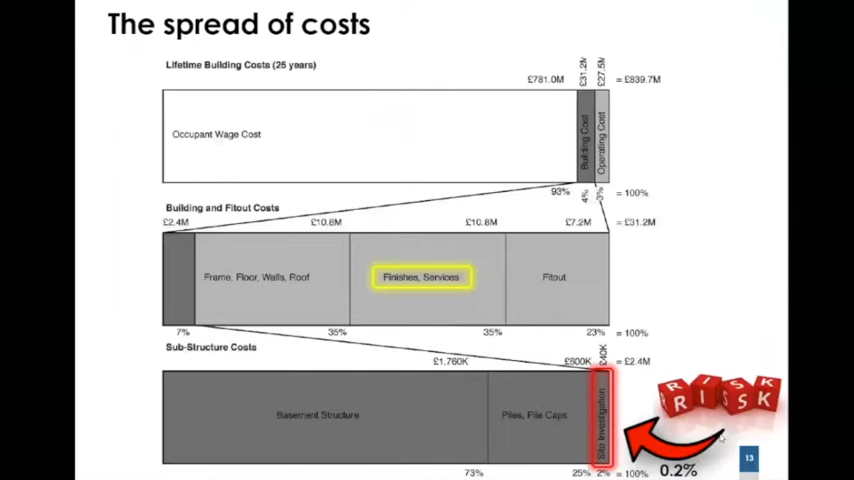 The spread of costs
Lifetime Building Costs (25 years)
£781.0M £31.2M £27.5M = £839.7M
Occupant Wage Cost
Building Cost
Operating Cost
93% 4% 3% = 100%
Building and Fitout Costs
£2.4M £10.8M £10.8M £7.2M = £31.2M
Frame, Floor, Walls, Roof
Finishes, Services
Fitout
7% 35% 35% 23% = 100%
Sub-Structure Costs
£1,760K £600K £40K = £2.4M
Basement Structure
Piles, Pile Caps
Site Investigation
73% 25% 2% = 100%
RISK
RISK
0.2%
13